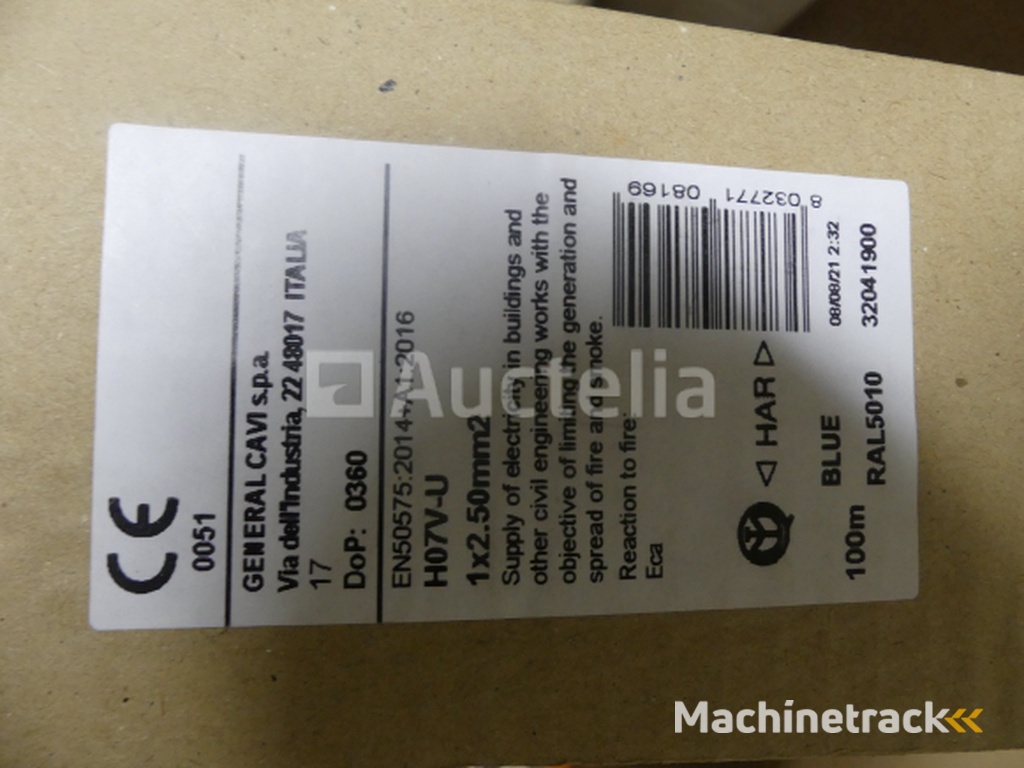 CE
0051
GENERAL CAVI s.p.a.
Via dell'Industria, 22 48017 ITALIA
17
DoP: 0360
EN50575:2014+A1:2016
H07V-U
1x2.50mm2
Supply of electricity in buildings and
other civil engineering works with the
objective of limiting the generation and
spread of fire and smoke.
Reaction to fire:
Eca
◁ HAR ▷
8 032771 08169
BLUE
08/08/21 2:32
100m
RAL5010
32041900
Auctelia
Machinetrack